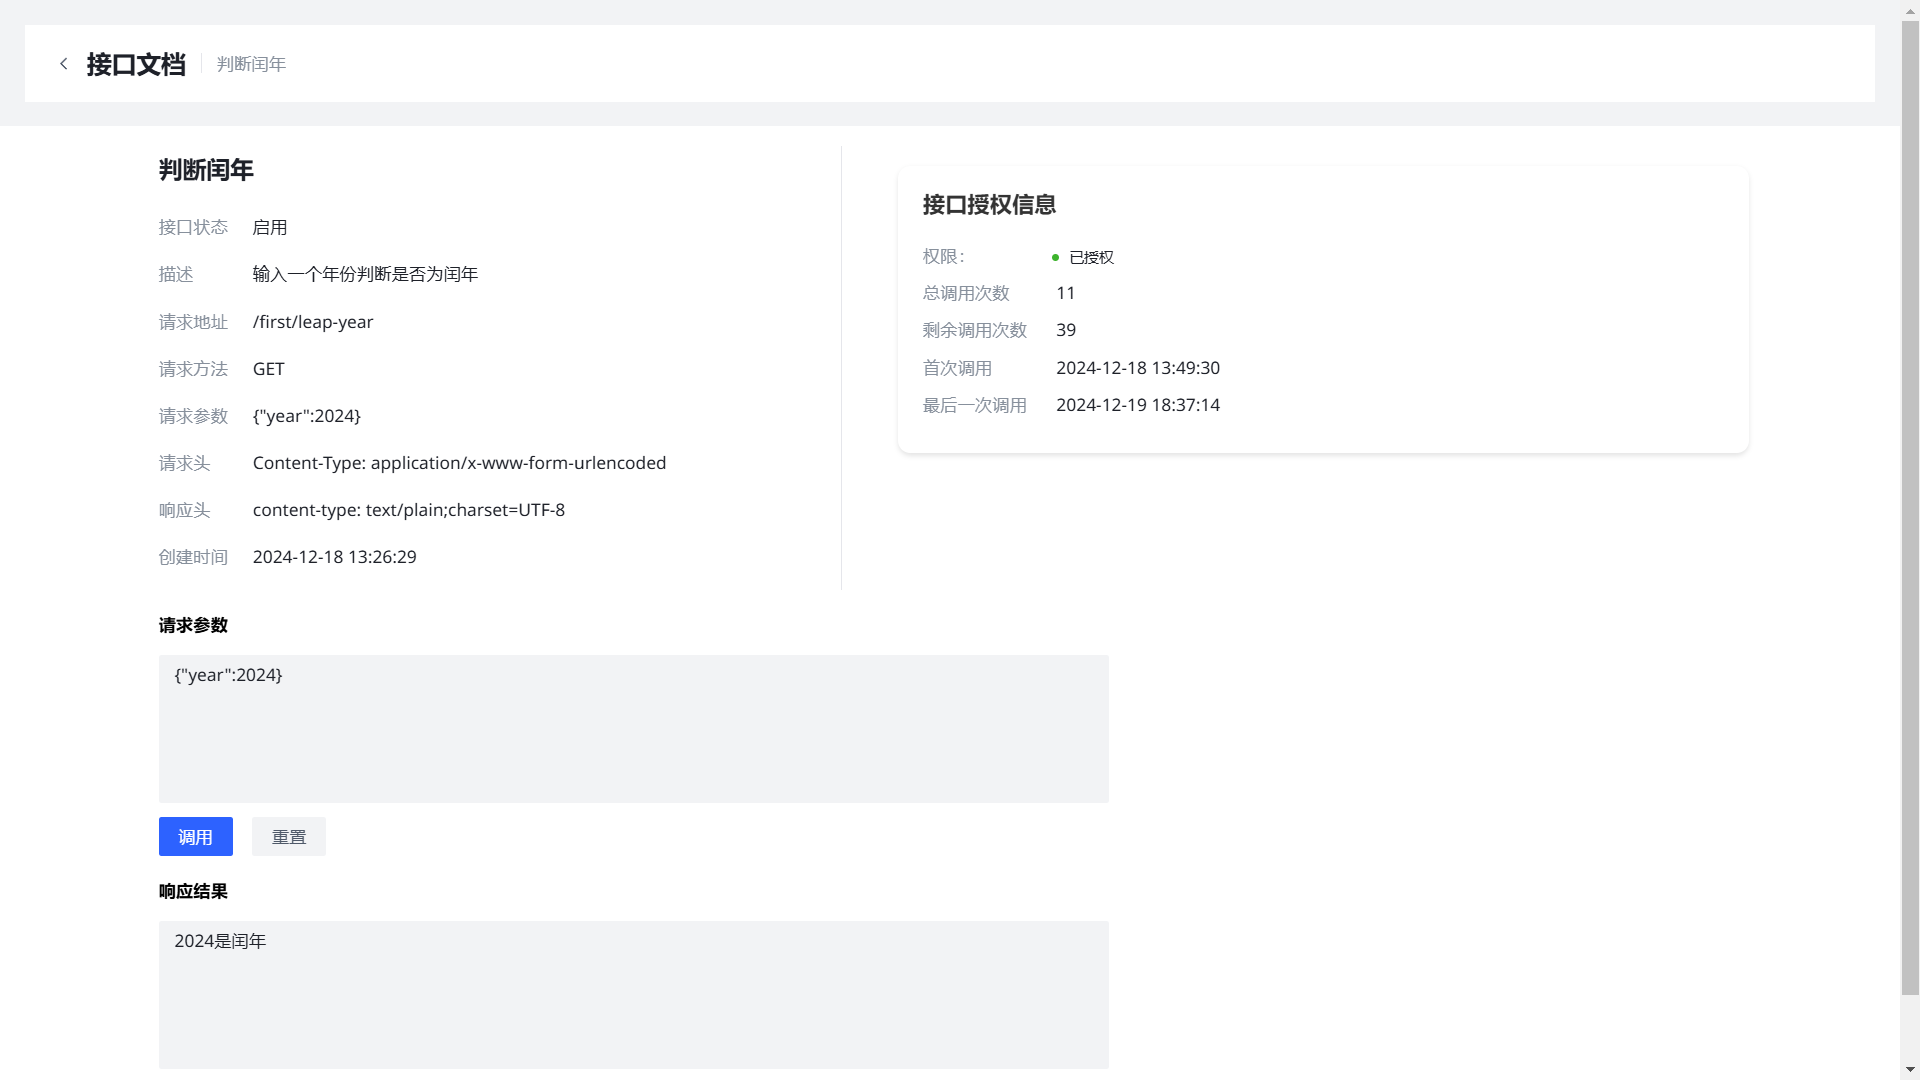 接口文档 判断闰年
判断闰年
接口状态 启用
描述 输入一个年份判断是否为闰年
请求地址 /first/leap-year
请求方法 GET
请求参数 {"year":2024}
请求头 Content-Type: application/x-www-form-urlencoded
响应头 content-type: text/plain;charset=UTF-8
创建时间 2024-12-18 13:26:29
接口授权信息
权限: 已授权
总调用次数 11
剩余调用次数 39
首次调用 2024-12-18 13:49:30
最后一次调用 2024-12-19 18:37:14
请求参数
{"year":2024}
调用 重置
响应结果
2024是闰年